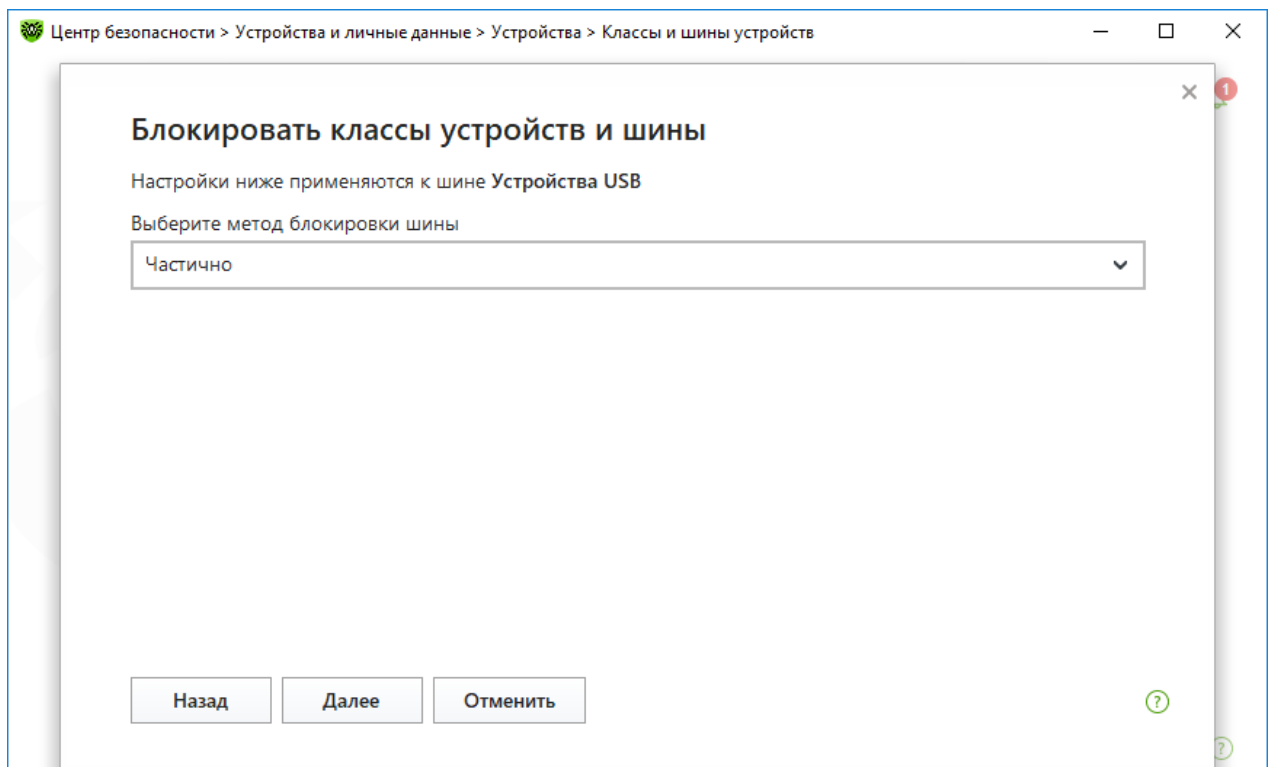 Центр безопасности > Устройства и личные данные > Устройства > Классы и шины устройств
1
Блокировать классы устройств и шины
Настройки ниже применяются к шине Устройства USB
Выберите метод блокировки шины
Частично
Назад Далее Отменить ?
?